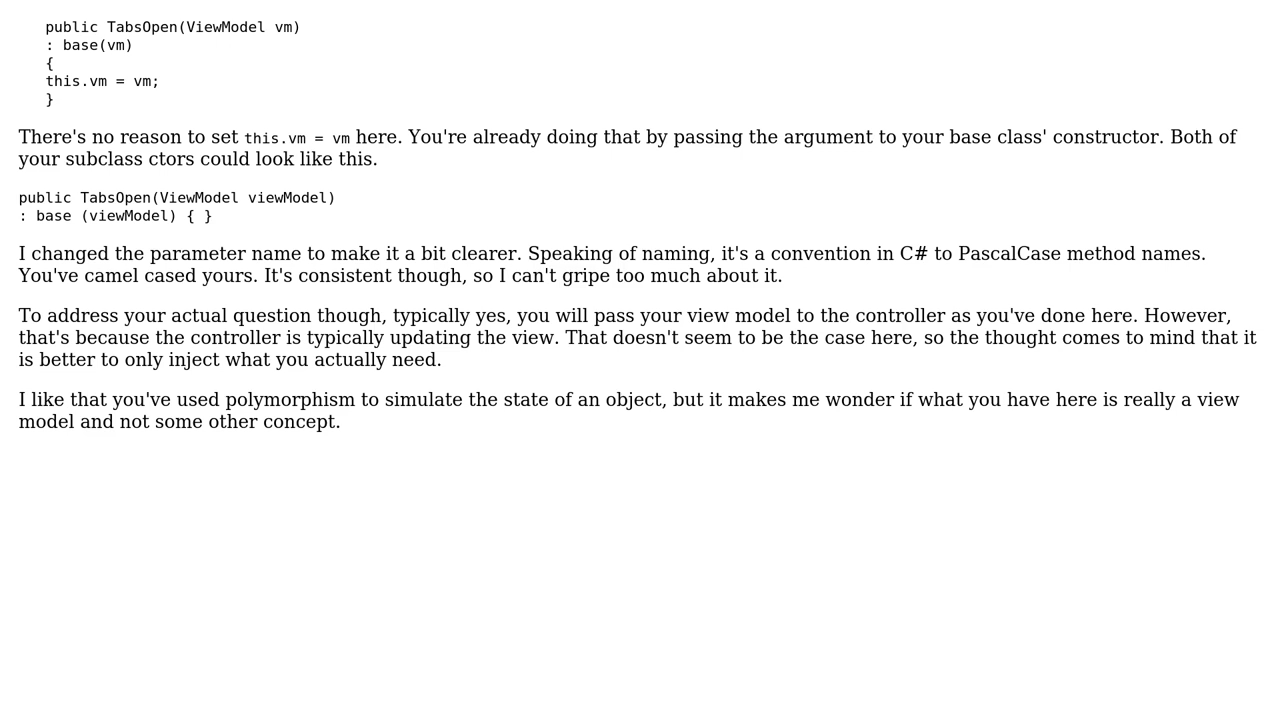 public TabsOpen(ViewModel vm)
: base(vm)
{
this.vm = vm;
}
There's no reason to set this.vm = vm here. You're already doing that by passing the argument to your base class' constructor. Both of
your subclass ctors could look like this.
public TabsOpen(ViewModel viewModel)
: base (viewModel) { }
I changed the parameter name to make it a bit clearer. Speaking of naming, it's a convention in C# to PascalCase method names.
You've camel cased yours. It's consistent though, so I can't gripe too much about it.
To address your actual question though, typically yes, you will pass your view model to the controller as you've done here. However,
that's because the controller is typically updating the view. That doesn't seem to be the case here, so the thought comes to mind that it
is better to only inject what you actually need.
I like that you've used polymorphism to simulate the state of an object, but it makes me wonder if what you have here is really a view
model and not some other concept.